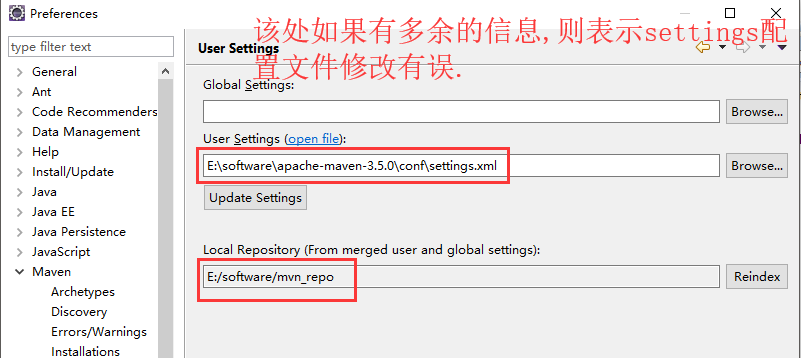 Preferences
type filter text
General
Ant
Code Recommenders
Data Management
Help
Install/Update
Java
Java EE
Java Persistence
JavaScript
Maven
Archetypes
Discovery
Errors/Warnings
Installations
该处如果有多余的信息,则表示settings配
置文件修改有误.
User Settings
Global Settings:
Browse...
User Settings (open file):
E:\software\apache-maven-3.5.0\conf\settings.xml
Browse...
Update Settings
Local Repository (From merged user and global settings):
E:/software/mvn_repo
Reindex